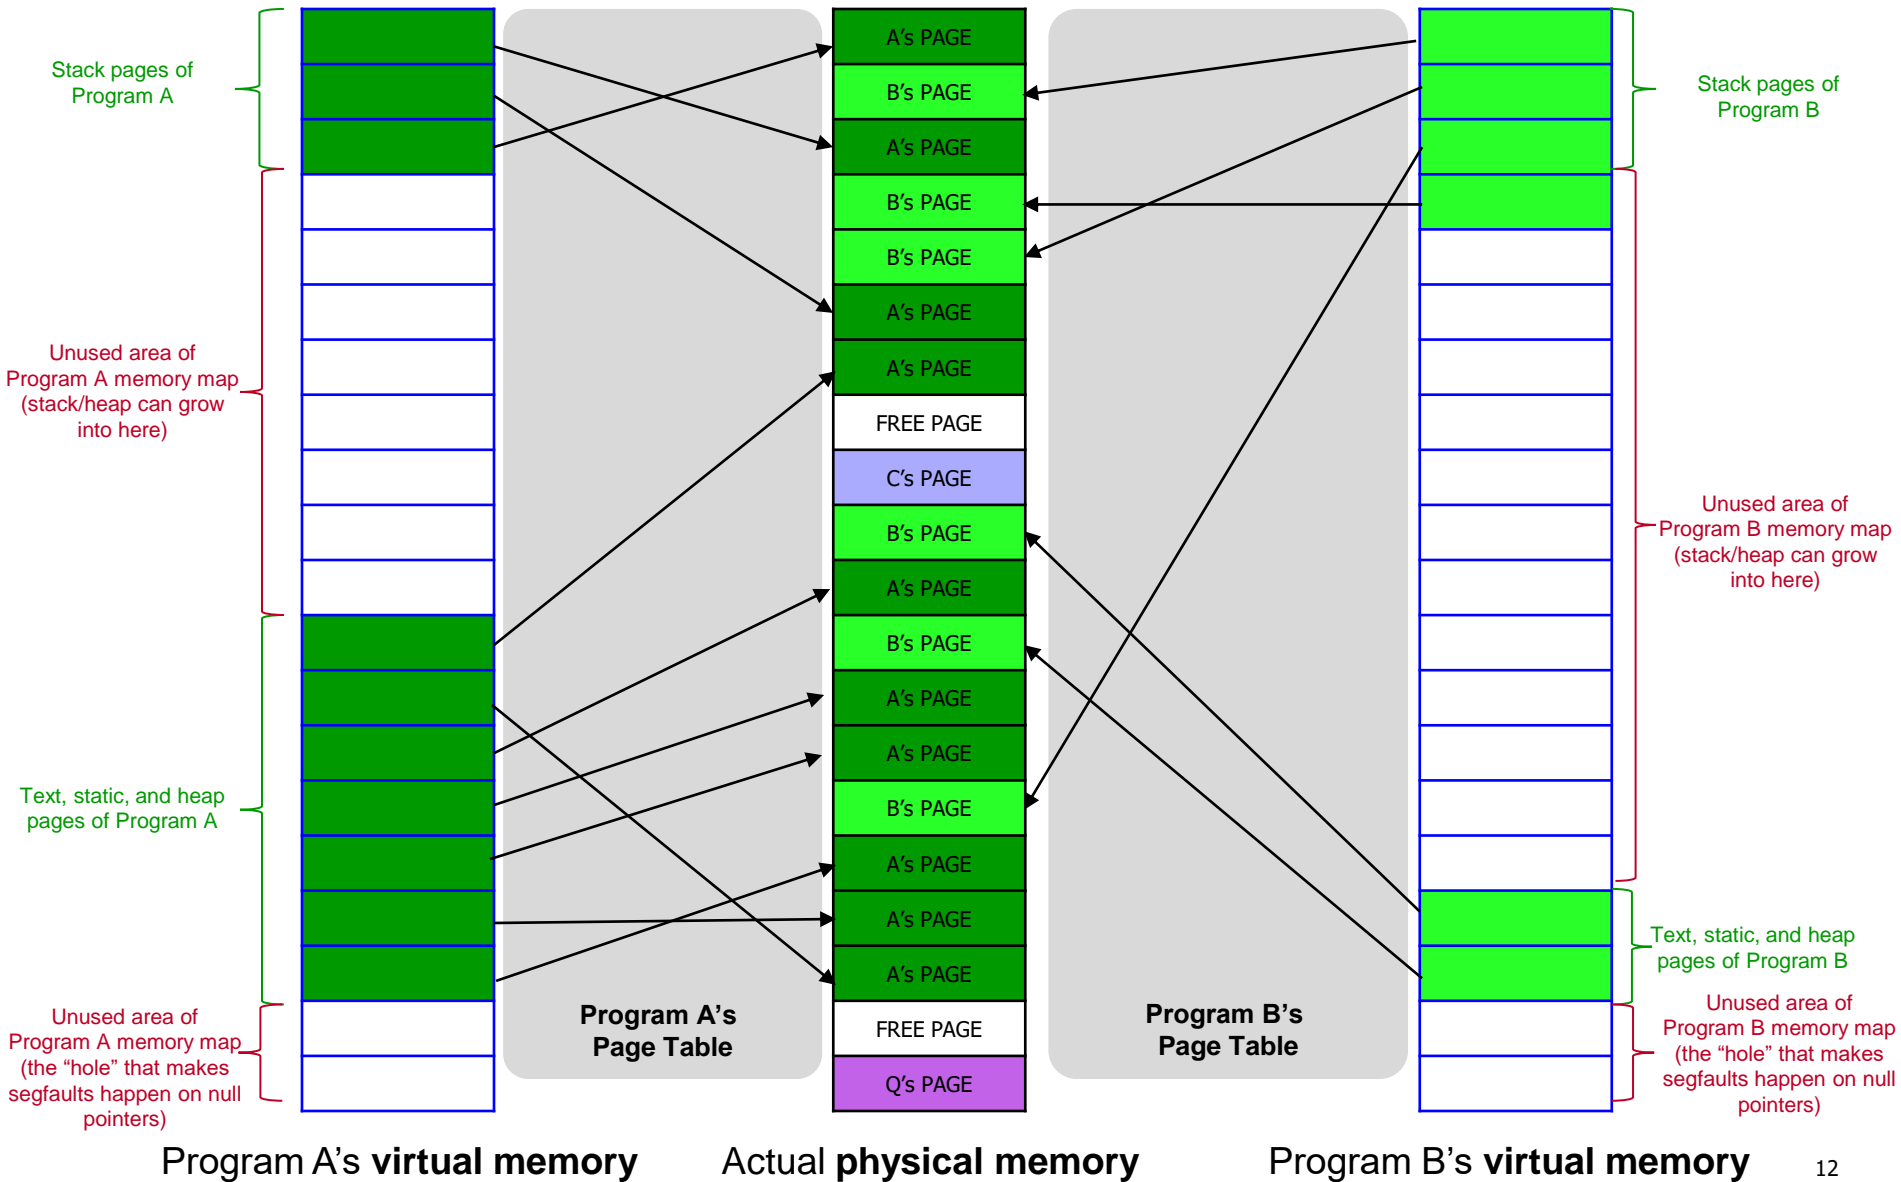 Stack pages of
Program A
Unused area of
Program A memory map
(stack/heap can grow
into here)
Text, static, and heap
pages of Program A
Unused area of
Program A memory map
(the “hole” that makes
segfaults happen on null
pointers)
Program A’s
Page Table
A’s PAGE
B’s PAGE
A’s PAGE
B’s PAGE
B’s PAGE
A’s PAGE
A’s PAGE
FREE PAGE
C’s PAGE
B’s PAGE
A’s PAGE
B’s PAGE
A’s PAGE
A’s PAGE
B’s PAGE
A’s PAGE
A’s PAGE
A’s PAGE
FREE PAGE
Q’s PAGE
Program B’s
Page Table
Stack pages of
Program B
Unused area of
Program B memory map
(stack/heap can grow
into here)
Text, static, and heap
pages of Program B
Unused area of
Program B memory map
(the “hole” that makes
segfaults happen on null
pointers)
Program A’s virtual memory
Actual physical memory
Program B’s virtual memory
12